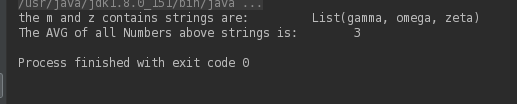 /usr/java/jdk1.8.0_151/bin/java ...
the m and z contains strings are:         List(gamma, omega, zeta)
The AVG of all Numbers above strings is:        3
Process finished with exit code 0